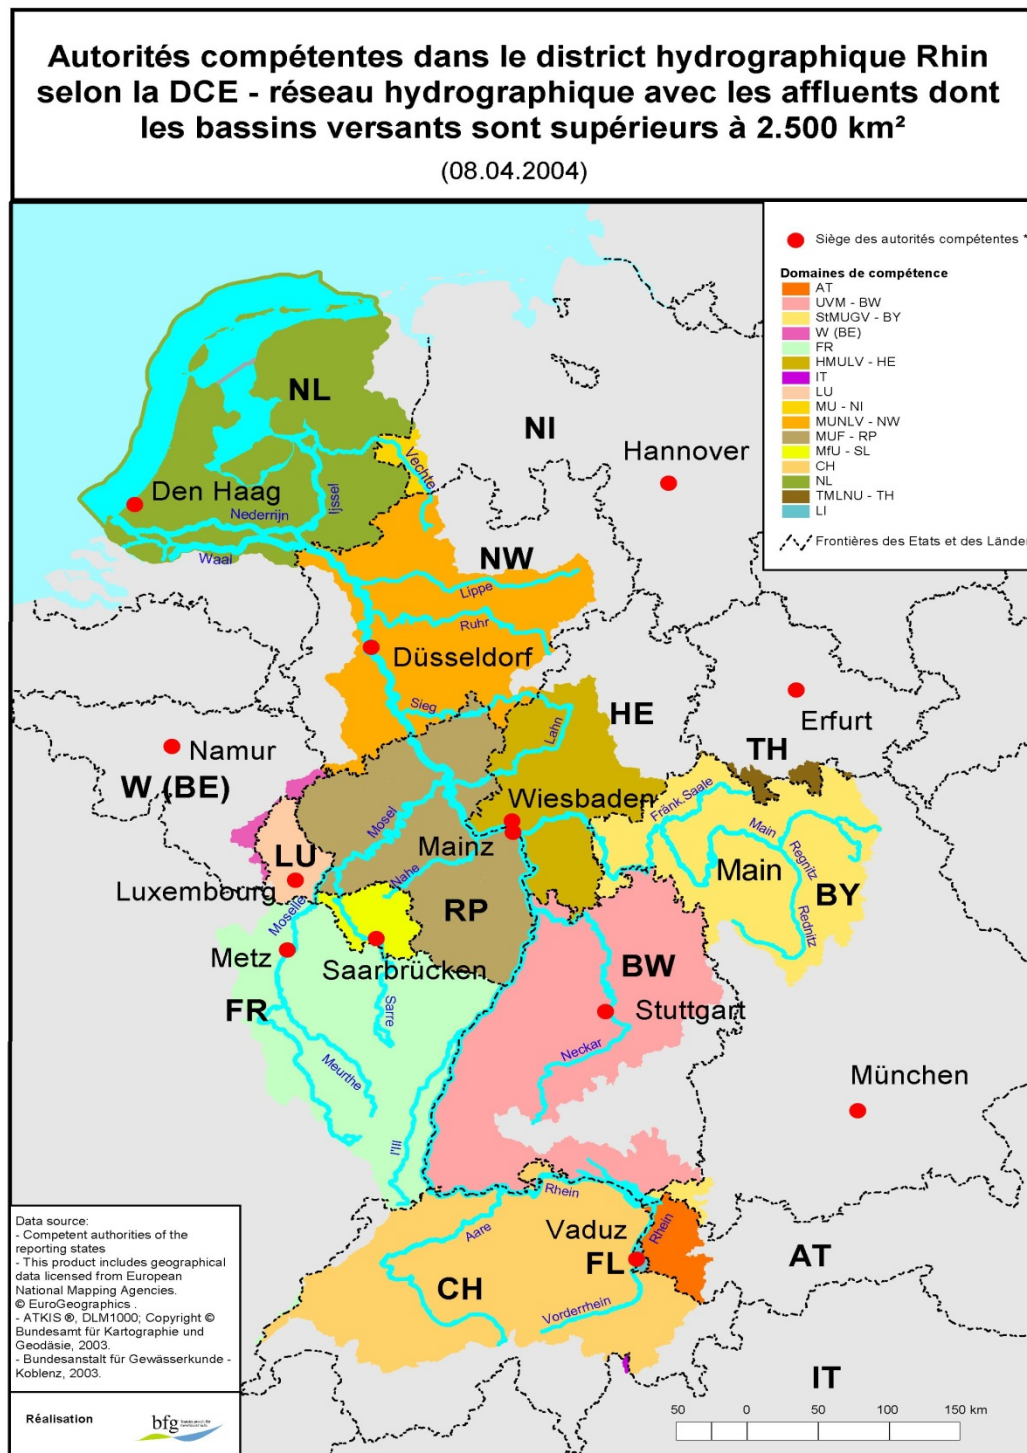 Autorités compétentes dans le district hydrographique Rhin
selon la DCE - réseau hydrographique avec les affluents dont
les bassins versants sont supérieurs à 2.500 km²
(08.04.2004)
Siège des autorités compétentes *
Domaines de compétence
AT
UVM - BW
StMUGV - BY
W (BE)
FR
HMULV - HE
IT
LU
MU - NI
MUNLV - NW
MUF - RP
MfU - SL
CH
NL
TMLNU - TH
LI
Frontières des Etats et des Länder
NL
NI
Hannover
Vechte
Den Haag
Ijssel
Nederrijn
Waal
NW
Lippe
Ruhr
Düsseldorf
Sieg
HE
Erfurt
Lahn
TH
Namur
W (BE)
Wiesbaden
Fränk.Saale
Mosel
Main
Mainz
Regnitz
LU
Nahe
Main
BY
Luxembourg
RP
Rednitz
Moselle
Metz
Saarbrücken
BW
FR
Sarre
Stuttgart
Neckar
Meurthe
München
Ill,I
Rhein
Aare
Vaduz
Rhein
FL
AT
CH
Vorderrhein
IT
Data source:
- Competent authorities of the
reporting states
- This product includes geographical
data licensed from European
National Mapping Agencies.
© EuroGeographics .
- ATKIS ®, DLM1000; Copyright ©
Bundesamt für Kartographie und
Geodäsie, 2003.
- Bundesanstalt für Gewässerkunde -
Koblenz, 2003.
Réalisation
bfg
Bundesanstalt für
Gewässerkunde
50 0 50 100 150 km